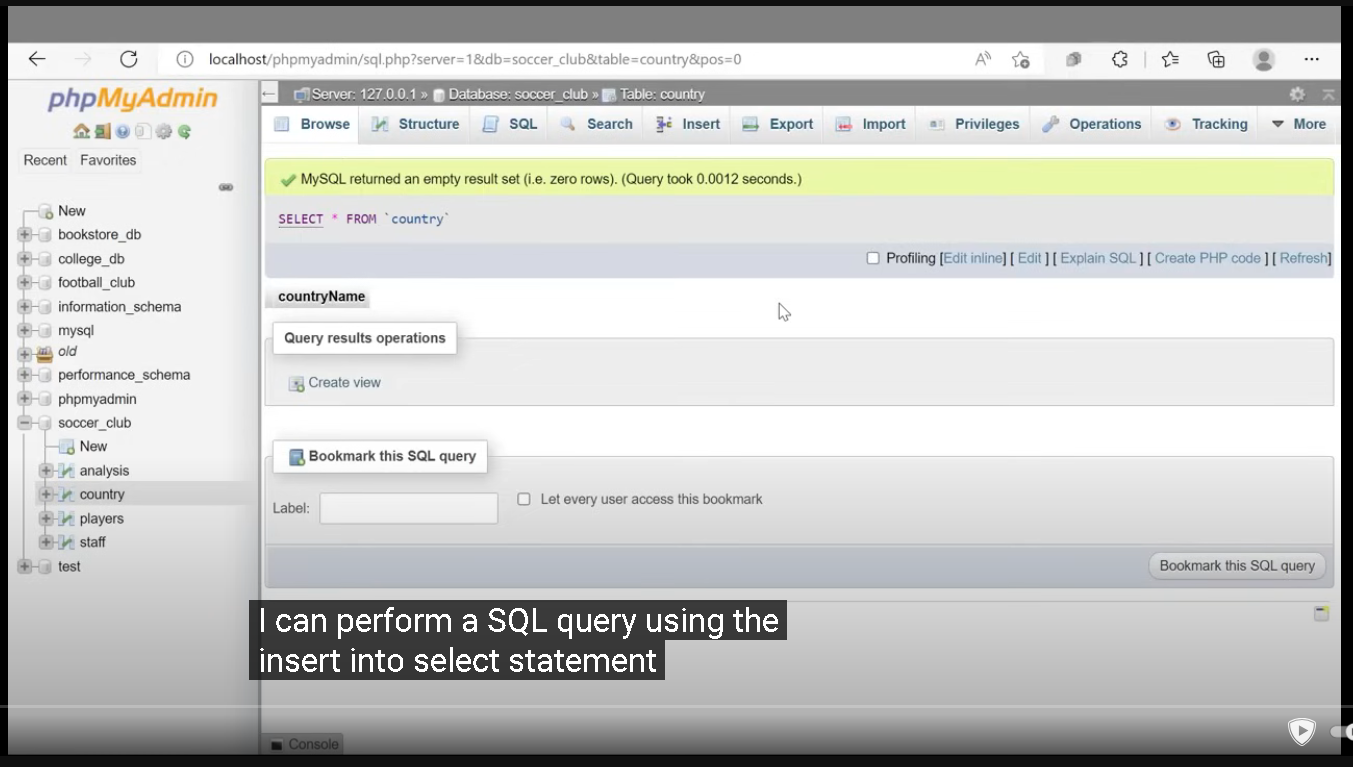 localhost/phpmyadmin/sql.php?server=1&db=soccer_club&table=country&pos=0
phpMyAdmin
Recent Favorites
New
bookstore_db
college_db
football_club
information_schema
mysql
old
performance_schema
phpmyadmin
soccer_club
New
analysis
country
players
staff
test
Server: 127.0.0.1 » Database: soccer_club » Table: country
Browse Structure SQL Search Insert Export Import Privileges Operations Tracking More
MySQL returned an empty result set (i.e. zero rows). (Query took 0.0012 seconds.)
SELECT * FROM `country`
Profiling [Edit inline] [ Edit ] [ Explain SQL ] [ Create PHP code ] [ Refresh]
countryName
Query results operations
Create view
Bookmark this SQL query
Label: Let every user access this bookmark
Bookmark this SQL query
I can perform a SQL query using the
insert into select statement
Console